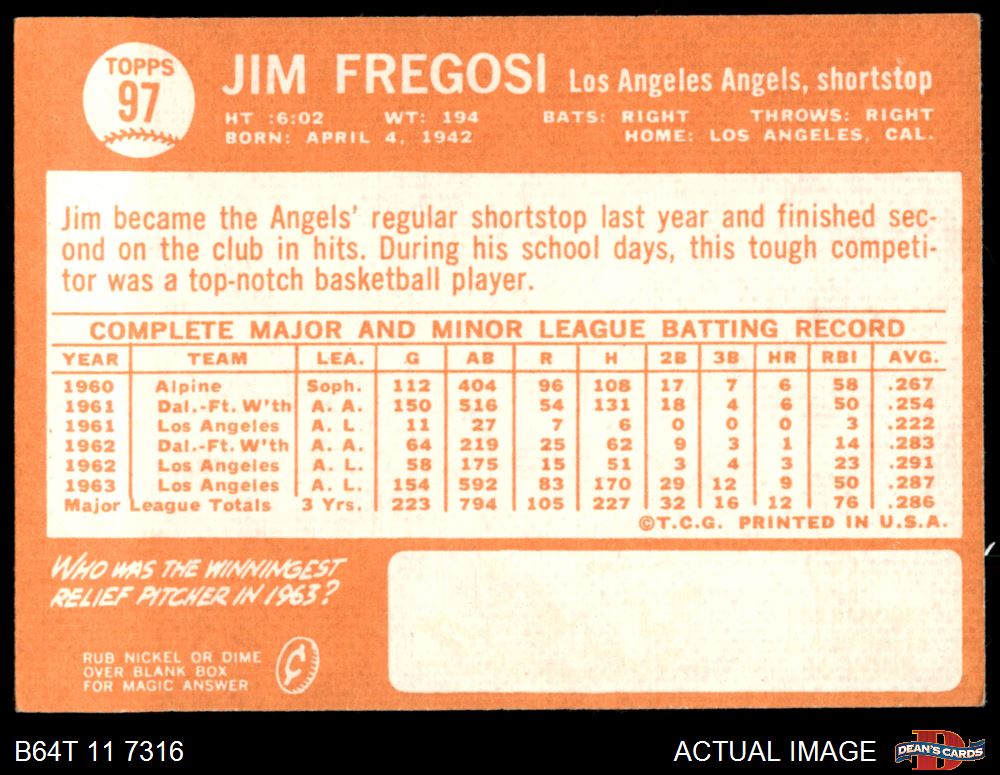 TOPPS
97
JIM FREGOSI Los Angeles Angels, shortstop
HT :6:02 WT: 194 BATS: RIGHT THROWS: RIGHT
BORN: APRIL 4, 1942 HOME: LOS ANGELES, CAL.
Jim became the Angels' regular shortstop last year and finished sec-
ond on the club in hits. During his school days, this tough competi-
tor was a top-notch basketball player.
COMPLETE MAJOR AND MINOR LEAGUE BATTING RECORD
YEAR TEAM LEA. G AB R H 2B 3B HR RBI AVG.
1960 Alpine Soph. 112 404 96 108 17 7 6 58 .267
1961 Dal.-Ft. W'th A. A. 150 516 54 131 18 4 6 50 .254
1961 Los Angeles A. L. 11 27 7 6 0 0 0 3 .222
1962 Dal.-Ft. W'th A. A. 64 219 25 62 9 3 1 14 .283
1962 Los Angeles A. L. 58 175 15 51 3 4 3 23 .291
1963 Los Angeles A. L. 154 592 83 170 29 12 9 50 .287
Major League Totals 3 Yrs. 223 794 105 227 32 16 12 76 .286
©T.C.G. PRINTED IN U.S.A.
WHO WAS THE WINNINGEST
RELIEF PITCHER IN 1963?
RUB NICKEL OR DIME
OVER BLANK BOX
FOR MAGIC ANSWER
B64T 11 7316 ACTUAL IMAGE DEAN'S CARDS